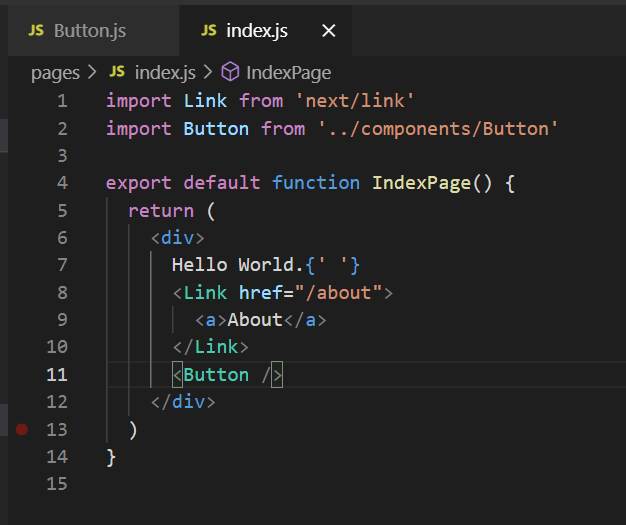 JS Button.js JS index.js ×
pages > JS index.js > IndexPage
1 import Link from 'next/link'
2 import Button from '../components/Button'
3
4 export default function IndexPage() {
5   return (
6     <div>
7       Hello World.{' '}
8       <Link href="/about">
9         <a>About</a>
10       </Link>
11       <Button />
12     </div>
13   )
14 }
15